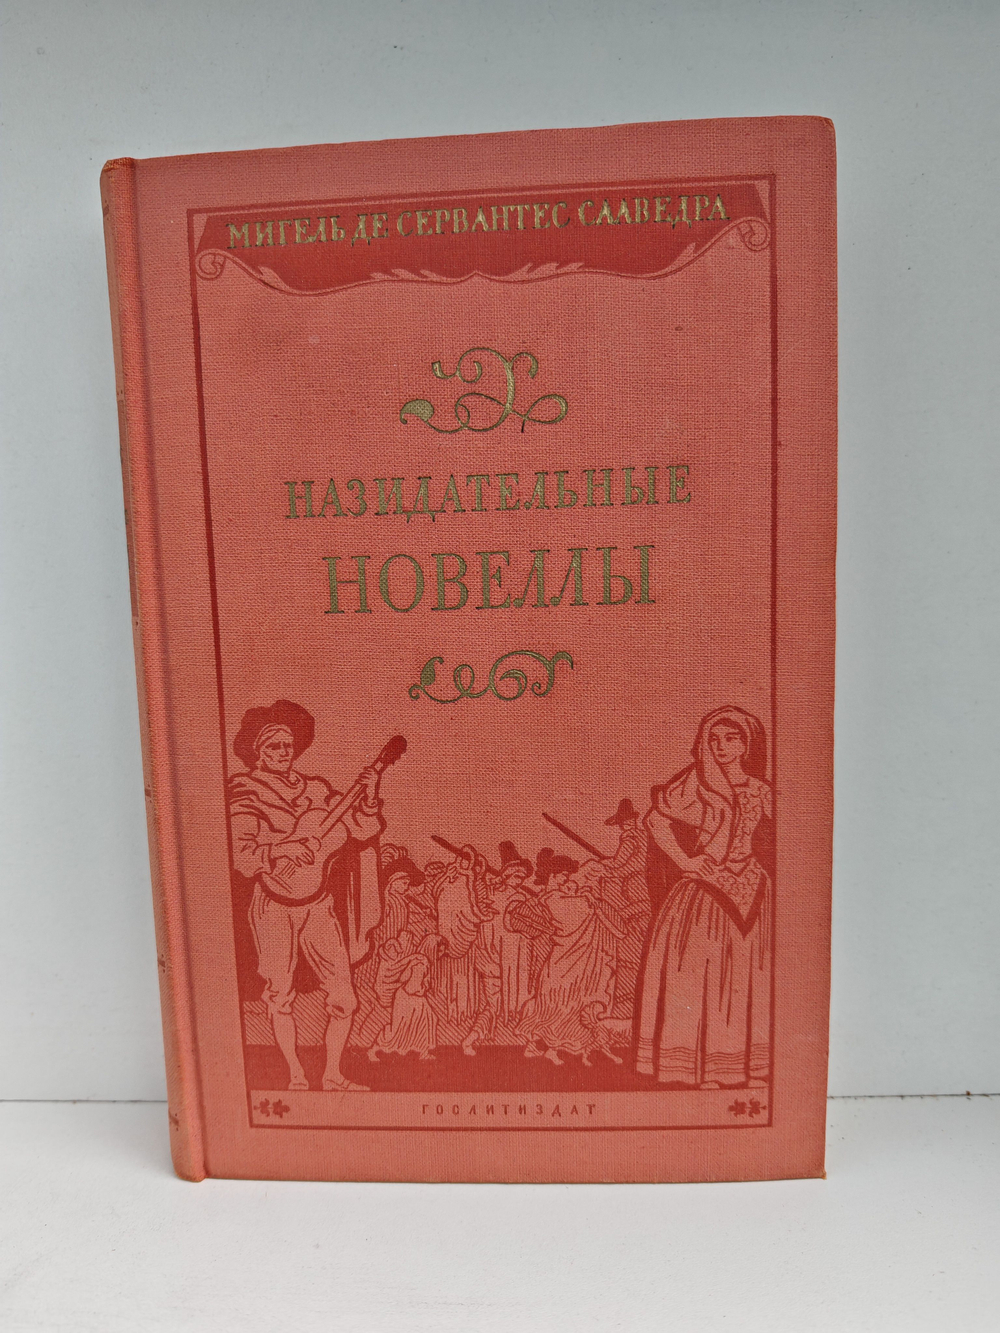 МИГЕЛЬ ДЕ СЕРВАНТЕС СААВЕДРА
НАЗИДАТЕЛЬНЫЕ
НОВЕЛЛЫ
ГОСЛИТИЗДАТ